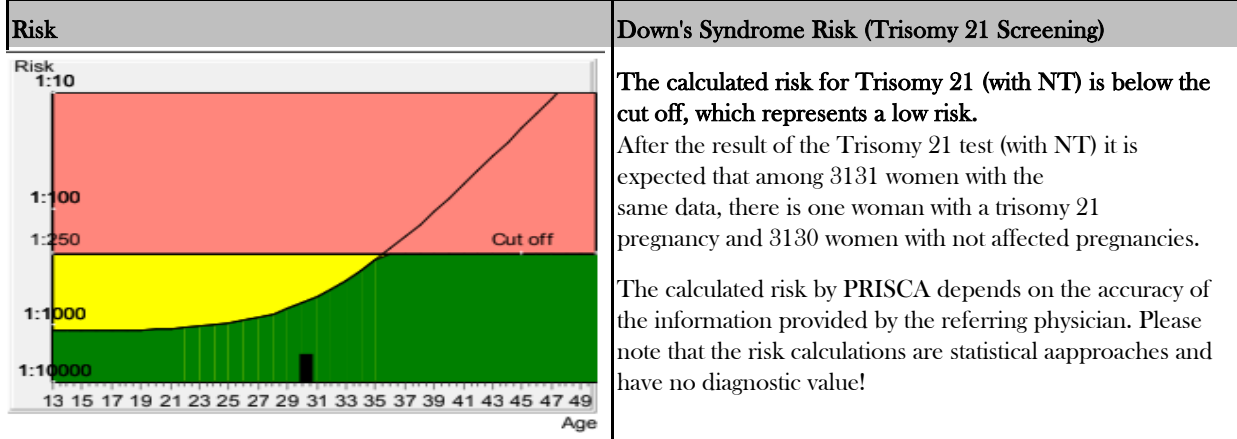 Risk
Down's Syndrome Risk (Trisomy 21 Screening)
Risk
1:10
1:100
1:250
Cut off
1:1000
1:10000
13 15 17 19 21 23 25 27 29 31 33 35 37 39 41 43 45 47 49
Age
The calculated risk for Trisomy 21 (with NT) is below the
cut off, which represents a low risk.
After the result of the Trisomy 21 test (with NT) it is
expected that among 3131 women with the
same data, there is one woman with a trisomy 21
pregnancy and 3130 women with not affected pregnancies.
The calculated risk by PRISCA depends on the accuracy of
the information provided by the referring physician. Please
note that the risk calculations are statistical aapproaches and
have no diagnostic value!